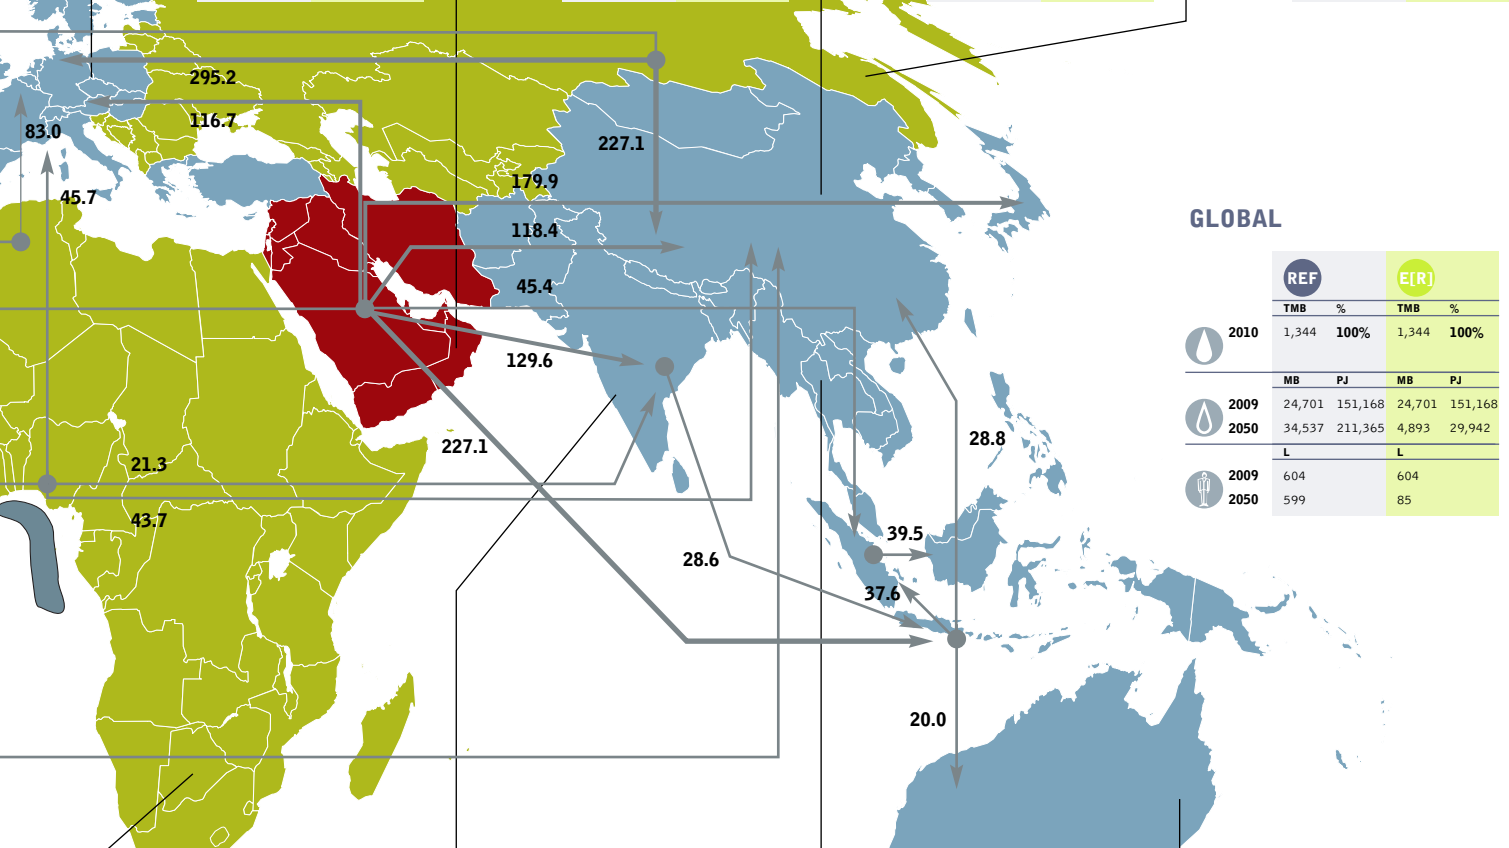 295.2
116.7
83.0
227.1
179.9
45.7
118.4
45.4
129.6
227.1
28.8
21.3
43.7
39.5
28.6
37.6
20.0
GLOBAL
REF E[R]
TMB % TMB %
2010 1,344 100% 1,344 100%
MB PJ MB PJ
2009 24,701 151,168 24,701 151,168
2050 34,537 211,365 4,893 29,942
L L
2009 604 604
2050 599 85